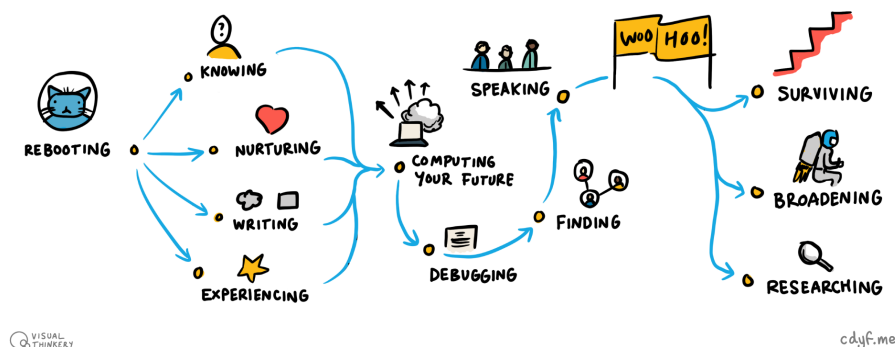 REBOOTING
?
KNOWING
NURTURING
WRITING
EXPERIENCING
COMPUTING
YOUR FUTURE
DEBUGGING
FINDING
SPEAKING
WOO HOO!
SURVIVING
BROADENING
RESEARCHING
VISUAL
THINKERY
cdyf.me